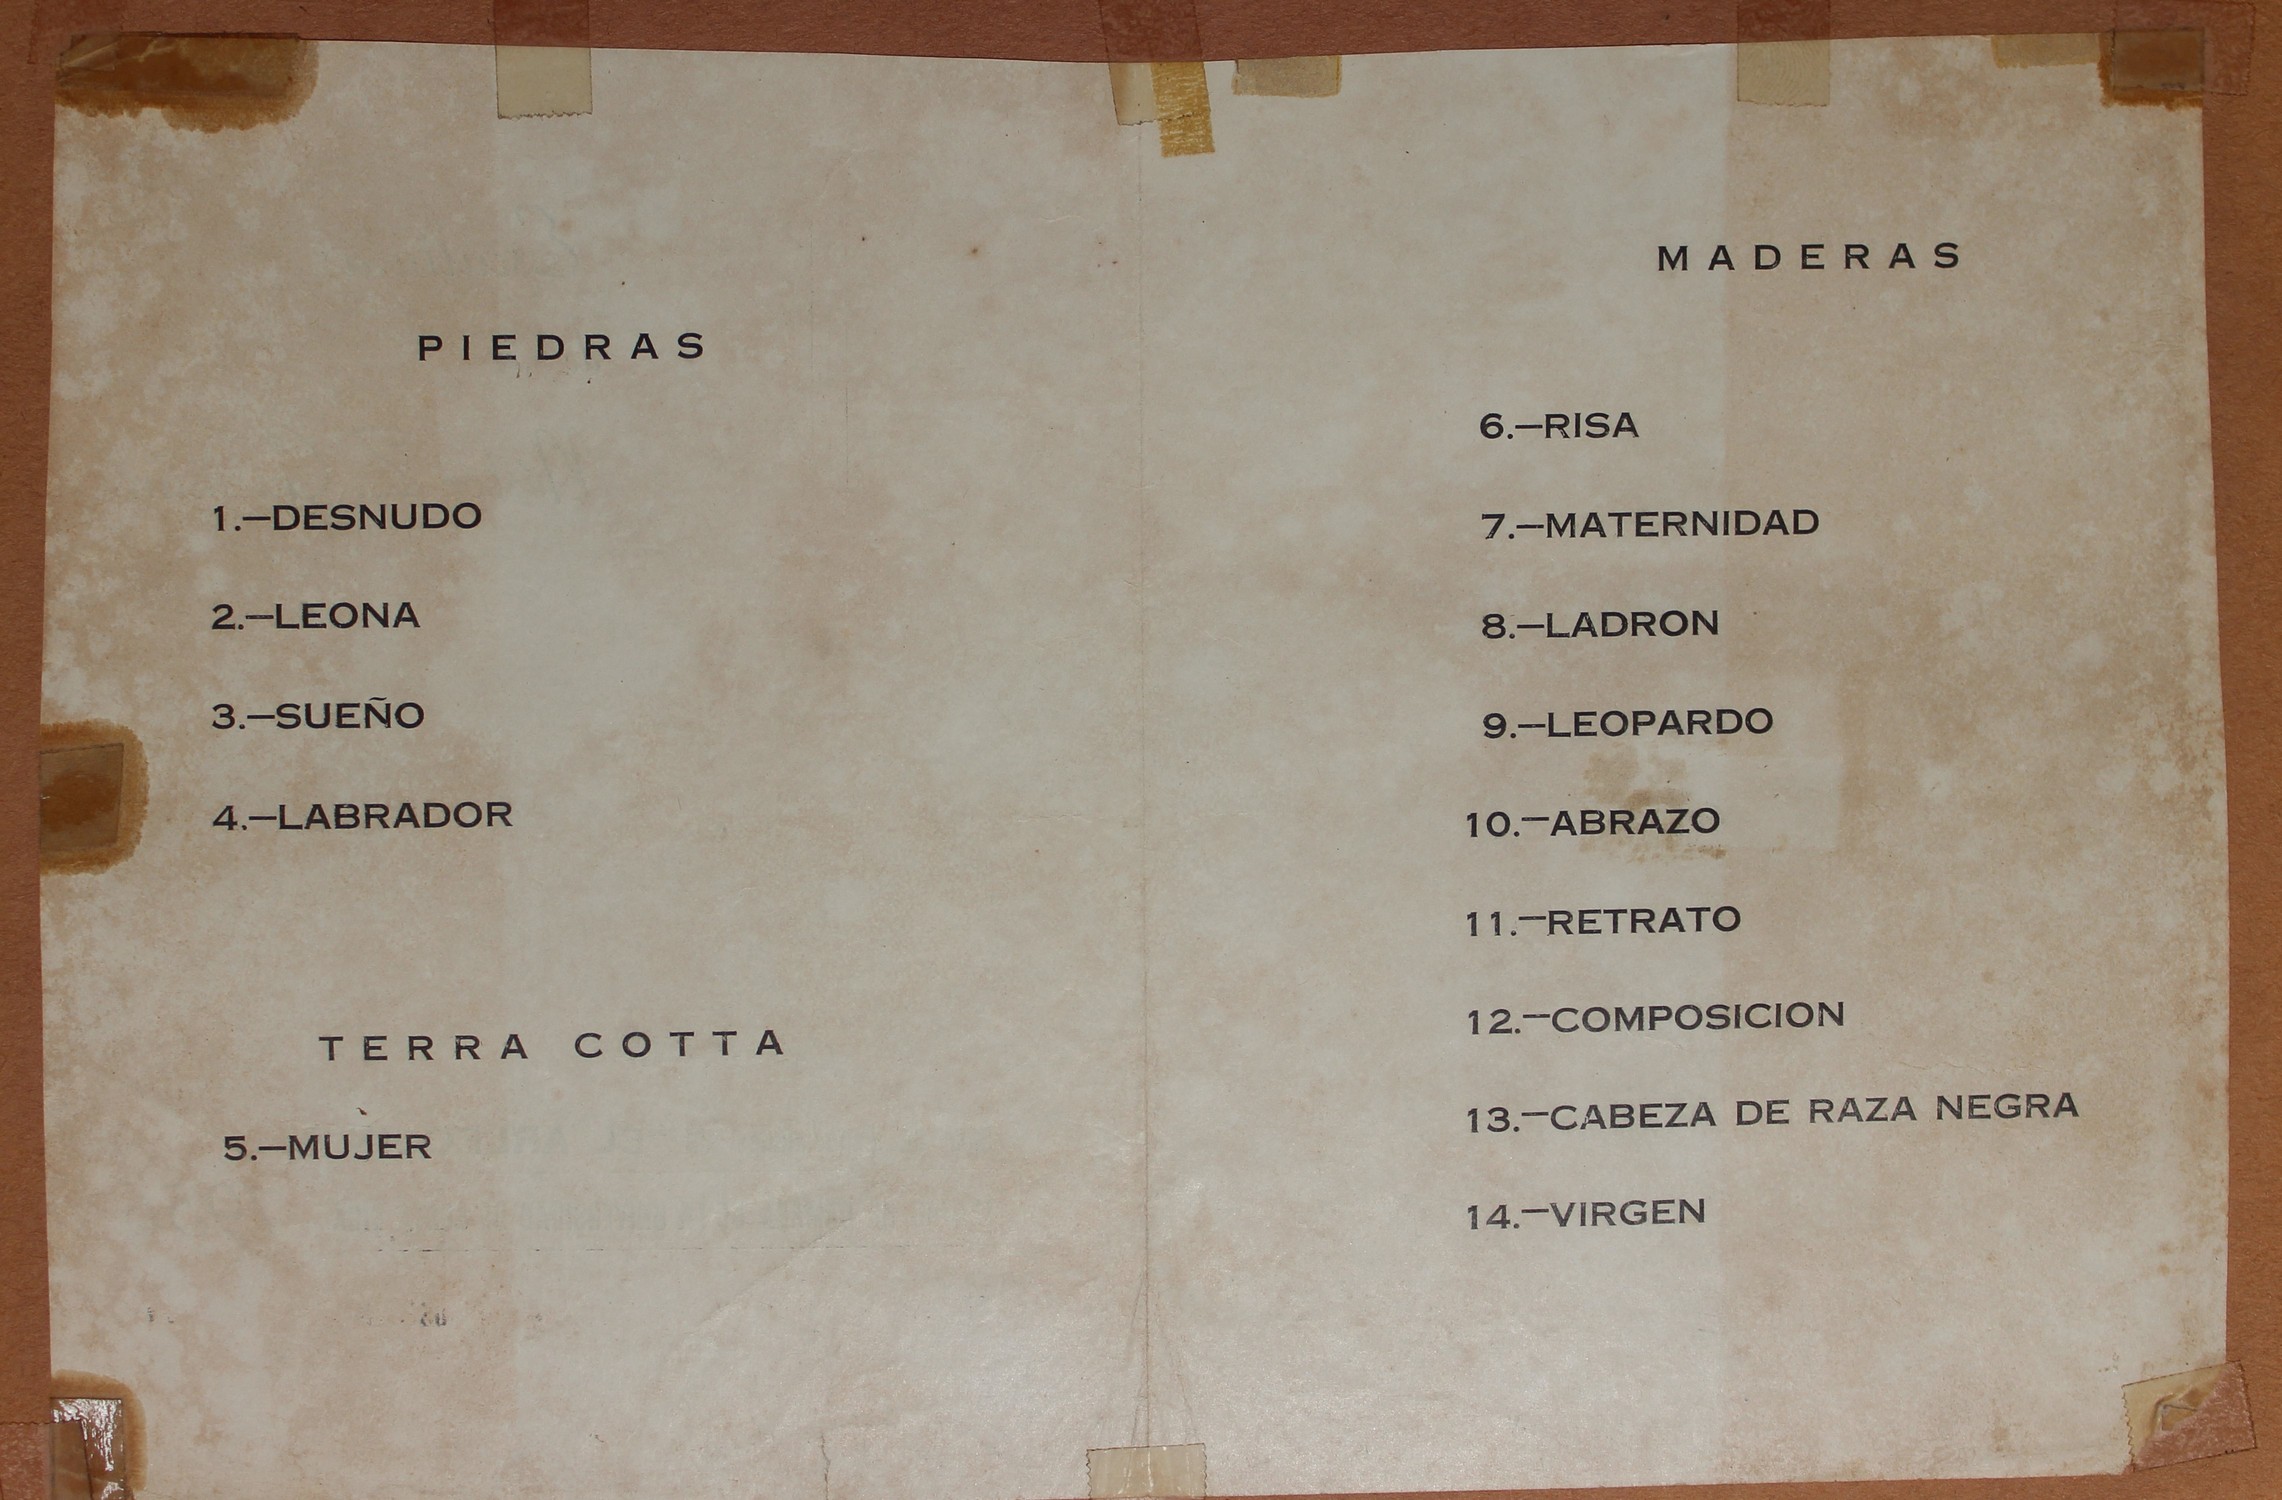 PIEDRAS
1.—DESNUDO
2.—LEONA
3.—SUEÑO
4.—LABRADOR
TERRA COTTA
5.—MUJER
MADERAS
6.—RISA
7.—MATERNIDAD
8.—LADRON
9.—LEOPARDO
10.—ABRAZO
11.—RETRATO
12.—COMPOSICION
13.—CABEZA DE RAZA NEGRA
14.—VIRGEN